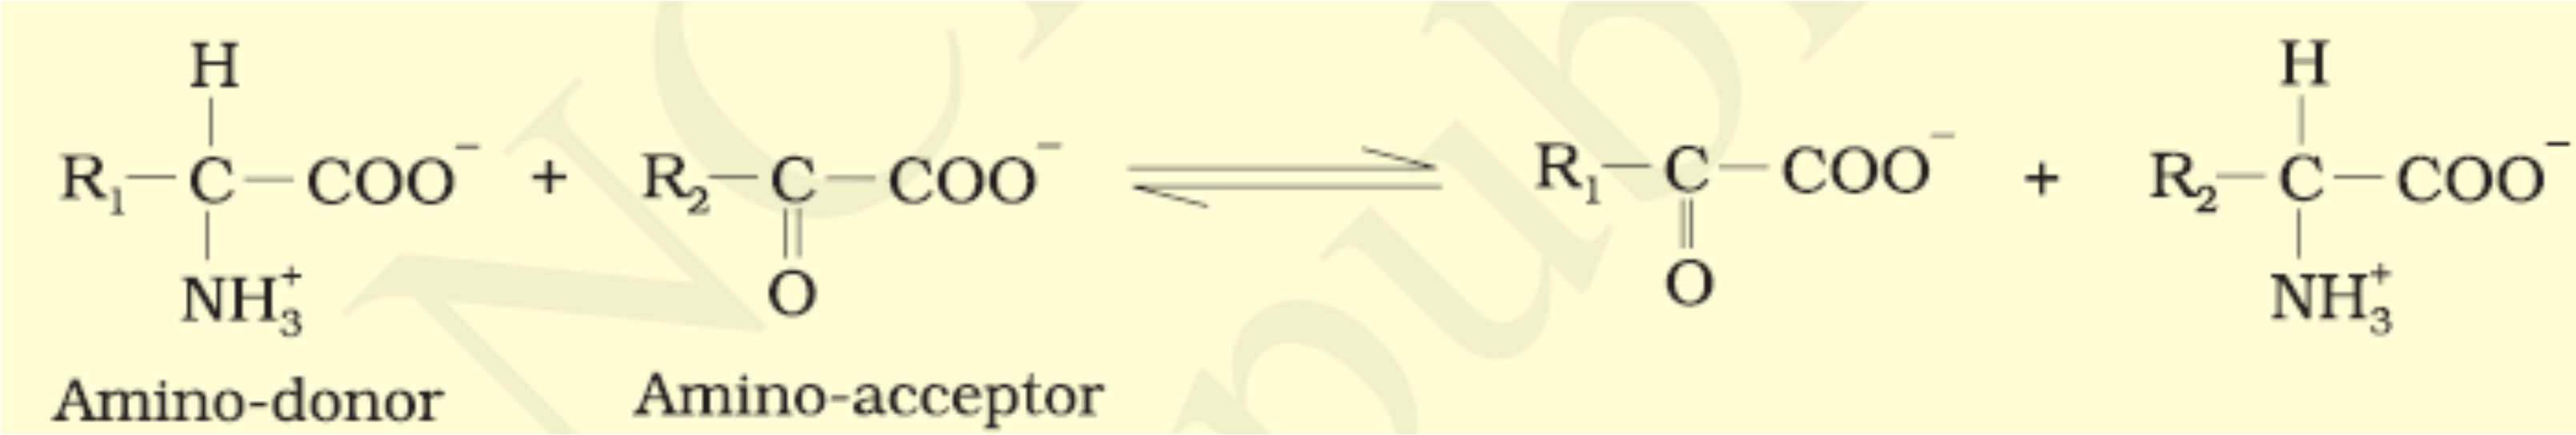 H H
R₁—C—COO⁻ + R₂—C—COO⁻ ⇌ R₁—C—COO⁻ + R₂—C—COO⁻
NH₃⁺ O O NH₃⁺
Amino-donor Amino-acceptor